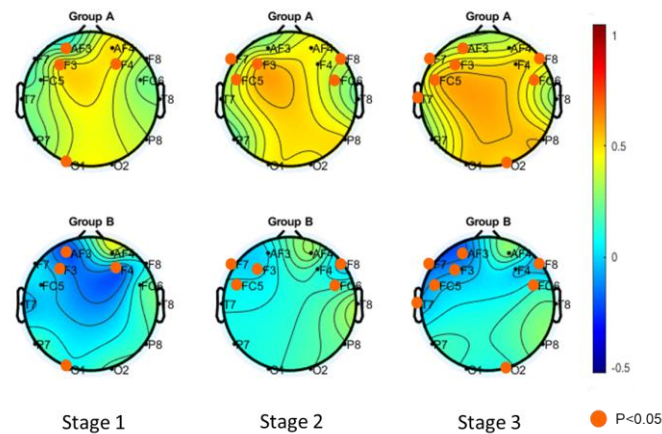 Group A Group A Group A
AF3 AF4 AF3 AF4 AF3 AF4
F7 F3 F4 F8 F7 F3 F4 F8 F7 F3 F4 F8
FC5 FC6 FC5 FC6 FC5 FC6
T7 T8 T7 T8 T7 T8
P7 P8 P7 P8 P7 P8
O1 O2 O1 O2 O1 O2
Group B Group B Group B
AF3 AF4 AF3 AF4 AF3 AF4
F7 F3 F4 F8 F7 F3 F4 F8 F7 F3 F4 F8
FC5 FC6 FC5 FC6 FC5 FC6
T7 T8 T7 T8 T7 T8
P7 P8 P7 P8 P7 P8
O1 O2 O1 O2 O1 O2
1
0.5
0
-0.5
Stage 1 Stage 2 Stage 3 P<0.05